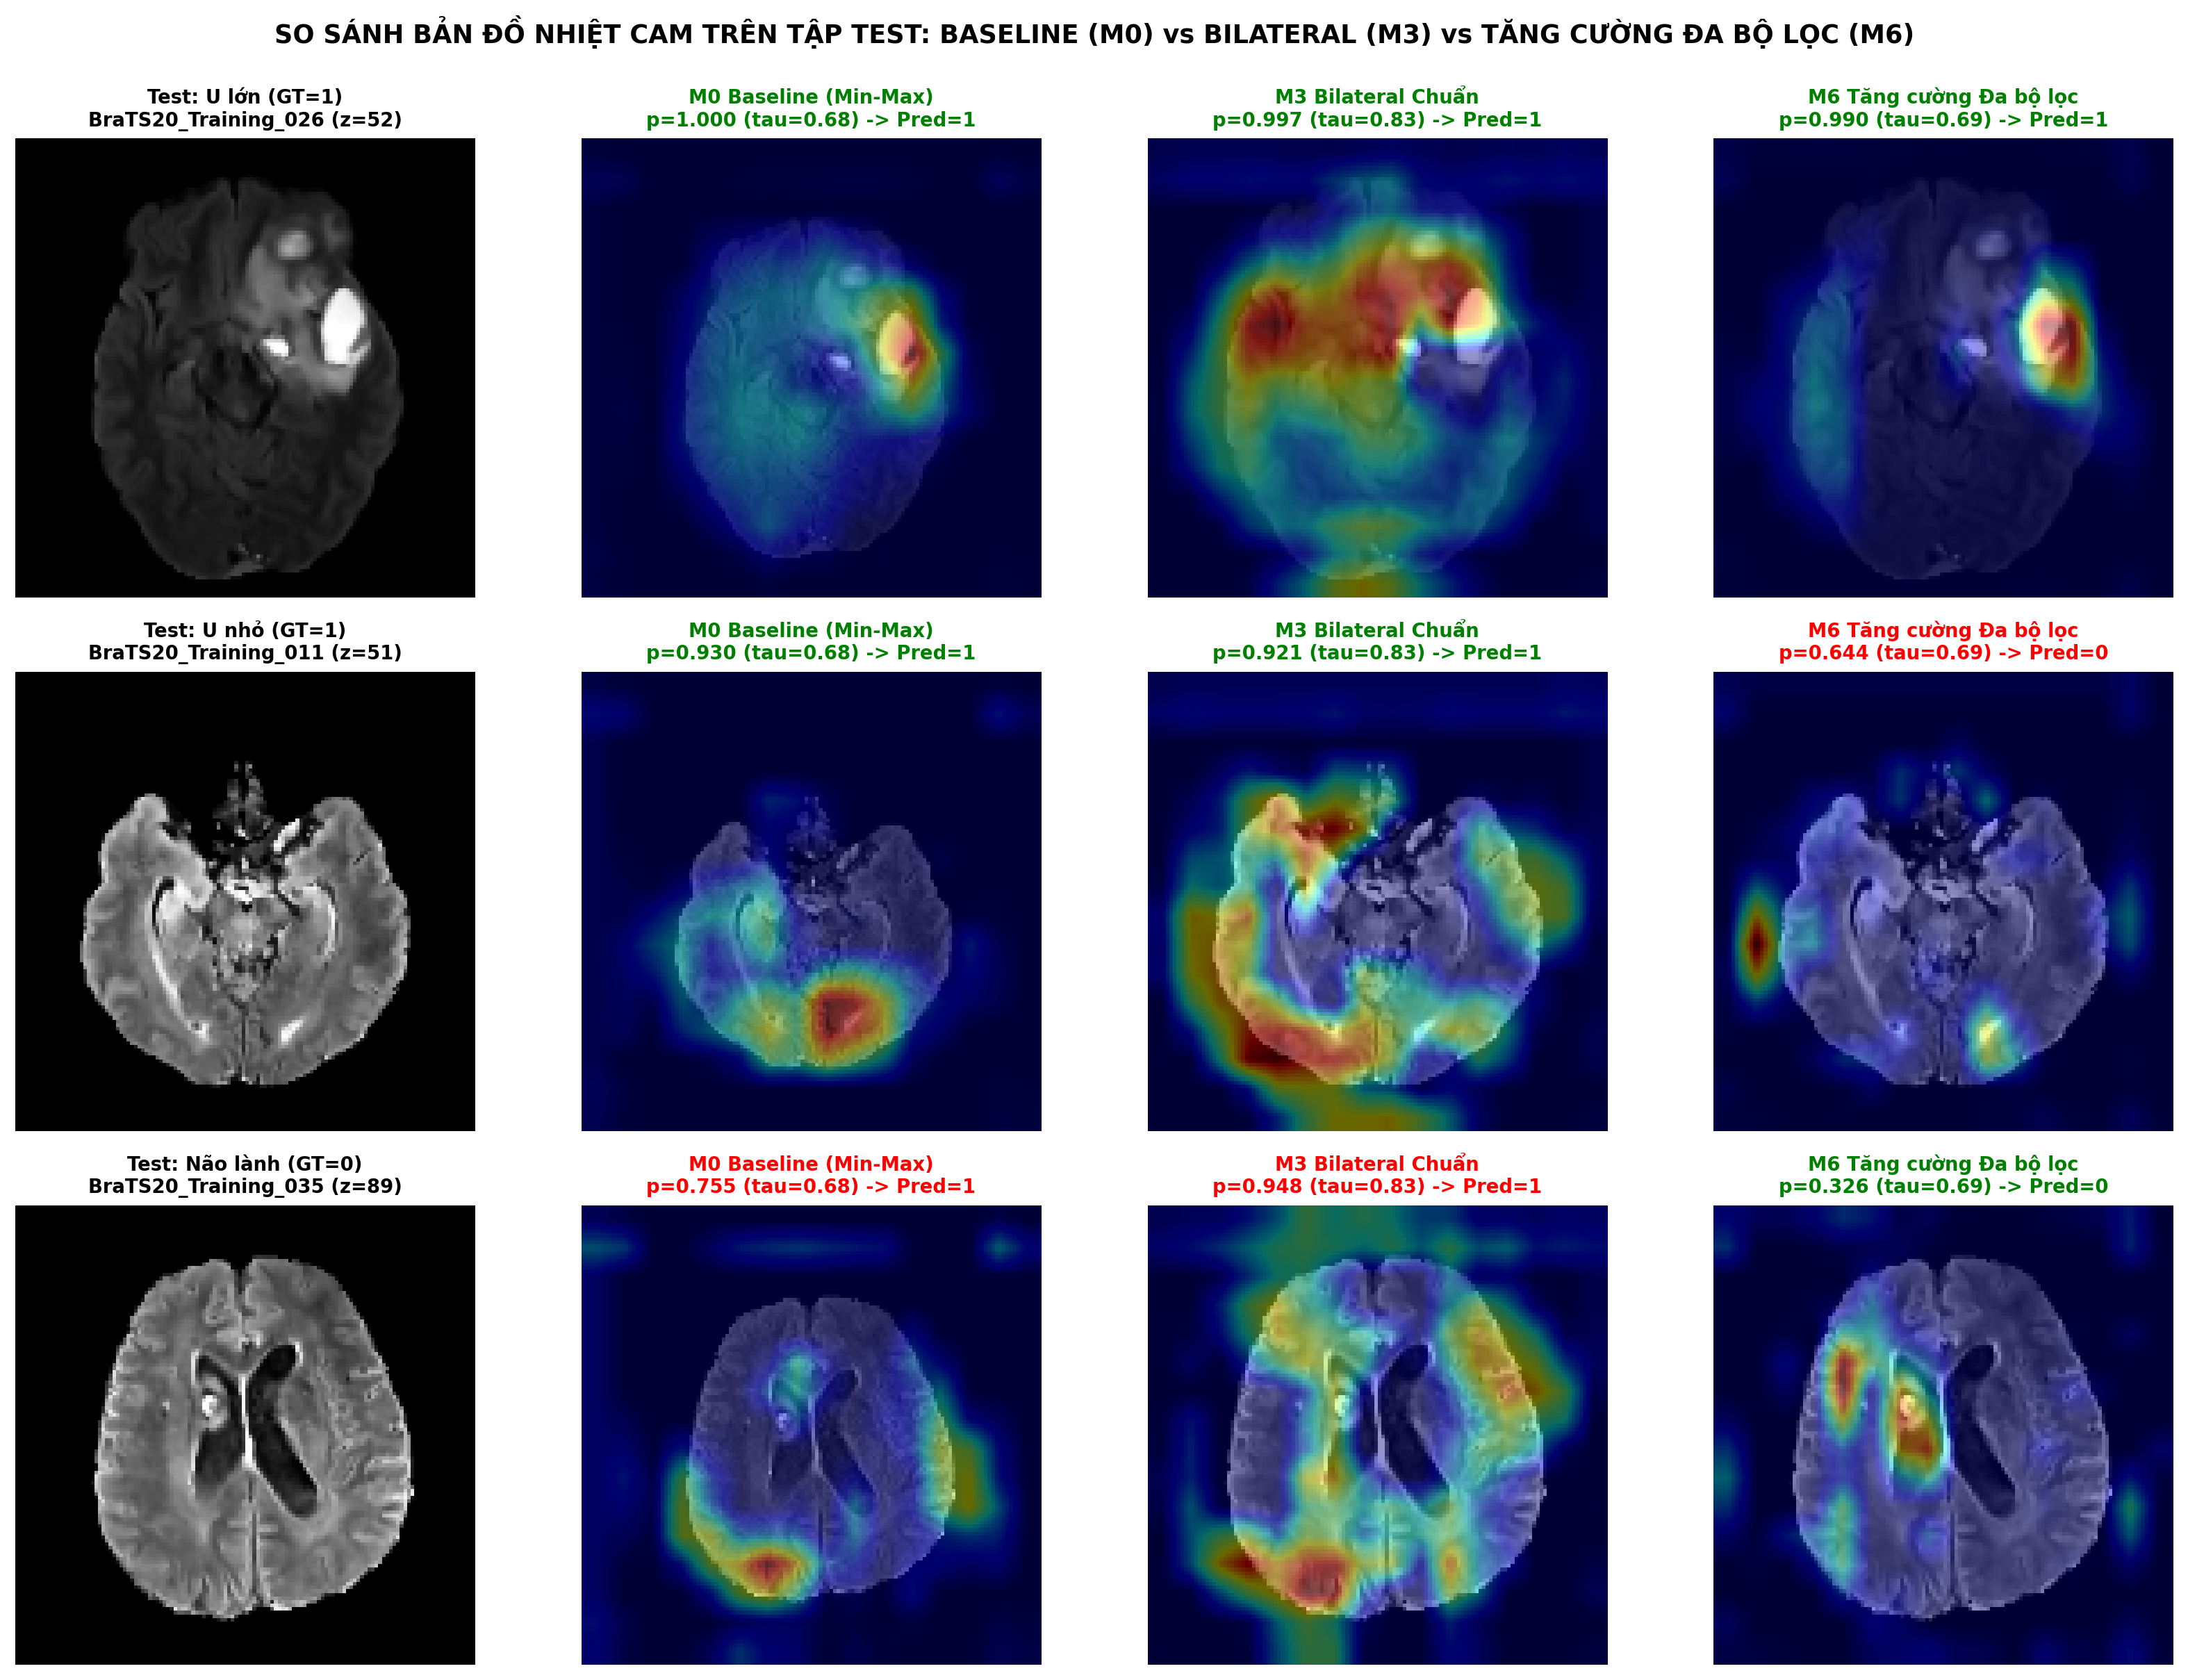 SO SÁNH BẢN ĐỒ NHIỆT CAM TRÊN TẬP TEST: BASELINE (M0) vs BILATERAL (M3) vs TĂNG CƯỜNG ĐA BỘ LỌC (M6)
Test: U lớn (GT=1)
BraTS20_Training_026 (z=52)
M0 Baseline (Min-Max)
p=1.000 (tau=0.68) -> Pred=1
M3 Bilateral Chuẩn
p=0.997 (tau=0.83) -> Pred=1
M6 Tăng cường Đa bộ lọc
p=0.990 (tau=0.69) -> Pred=1
Test: U nhỏ (GT=1)
BraTS20_Training_011 (z=51)
M0 Baseline (Min-Max)
p=0.930 (tau=0.68) -> Pred=1
M3 Bilateral Chuẩn
p=0.921 (tau=0.83) -> Pred=1
M6 Tăng cường Đa bộ lọc
p=0.644 (tau=0.69) -> Pred=0
Test: Não lành (GT=0)
BraTS20_Training_035 (z=89)
M0 Baseline (Min-Max)
p=0.755 (tau=0.68) -> Pred=1
M3 Bilateral Chuẩn
p=0.948 (tau=0.83) -> Pred=1
M6 Tăng cường Đa bộ lọc
p=0.326 (tau=0.69) -> Pred=0